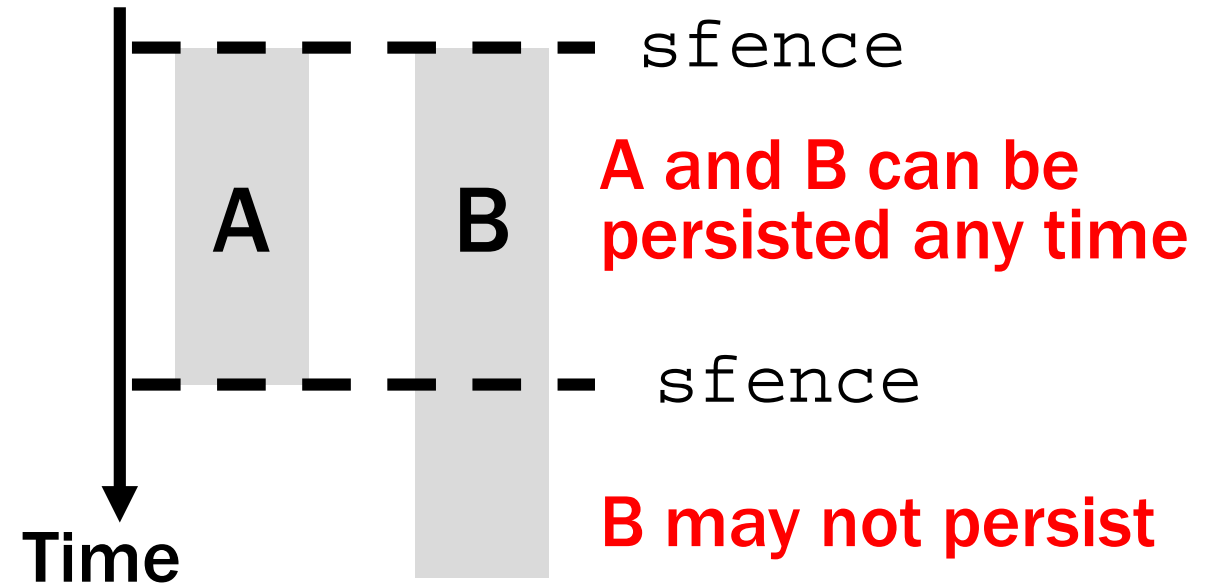 sfence
A and B can be
persisted any time
A
B
sfence
B may not persist
Time